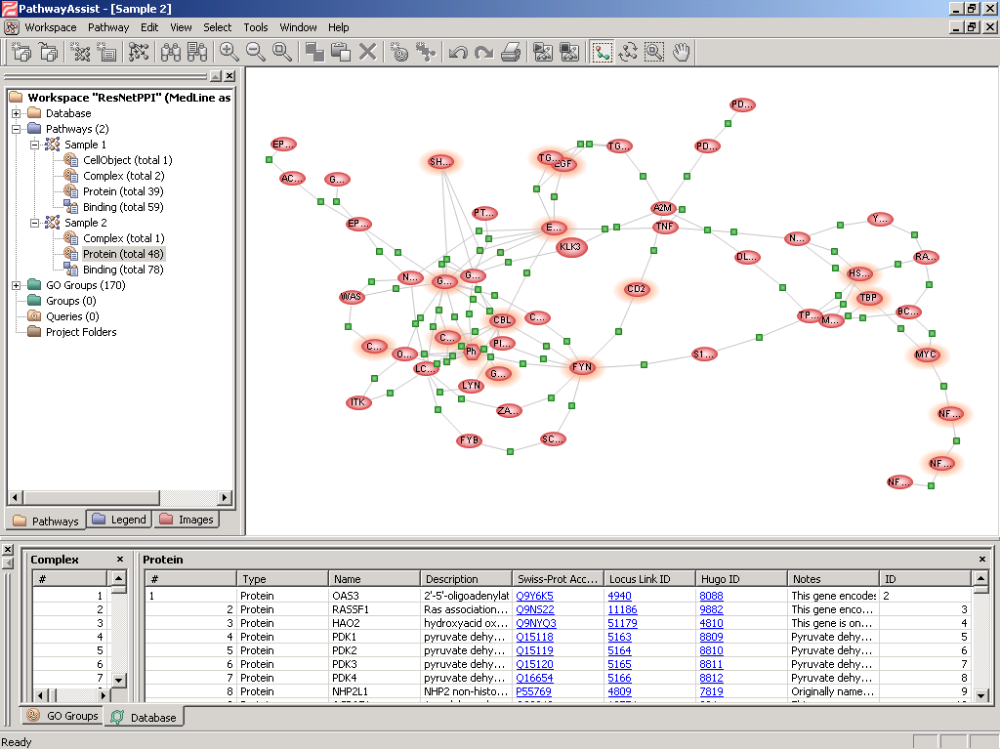 PathwayAssist - [Sample 2]
Workspace Pathway Edit View Select Tools Window Help
Workspace "ResNetPPI" (MedLine as
Database
Pathways (2)
Sample 1
CellObject (total 1)
Complex (total 2)
Protein (total 39)
Binding (total 59)
Sample 2
Complex (total 1)
Protein (total 48)
Binding (total 78)
GO Groups (170)
Groups (0)
Queries (0)
Project Folders
Pathways Legend Images
PD...
EP...
SH...
TG...
EGF
TG...
PD...
AC...
G...
PT...
A2M
EP...
E...
TNF
Y...
KLK3
N...
DL...
RA...
N...
G...
G...
HS...
WAS
CD2
TBP
CBL
C...
TP...
M...
BC...
C...
C...
PI...
O...
Ph
S1...
MYC
LC...
G...
FYN
LYN
ITK
ZA...
NF...
FYB
SC...
NF...
NF...
Complex
#
1
2
3
4
5
6
7
8
Protein
# Type Name Description Swiss-Prot Acc... Locus Link ID Hugo ID Notes ID
1 Protein OAS3 2'-5'-oligoadenylat Q9Y6K5 4940 8088 This gene encodes 2
2 Protein RASSF1 Ras association... Q9NS22 11186 9882 This gene enco... 3
3 Protein HAO2 hydroxyacid ox... Q9NYQ3 51179 4810 This gene is on... 4
4 Protein PDK1 pyruvate dehy... Q15118 5163 8809 Pyruvate dehy... 5
5 Protein PDK2 pyruvate dehy... Q15119 5164 8810 Pyruvate dehy... 6
6 Protein PDK3 pyruvate dehy... Q15120 5165 8811 Pyruvate dehy... 7
7 Protein PDK4 pyruvate dehy... Q16654 5166 8812 Pyruvate dehy... 8
8 Protein NHP2L1 NHP2 non-histo... P55769 4809 7819 Originally name... 9
GO Groups Database
Ready